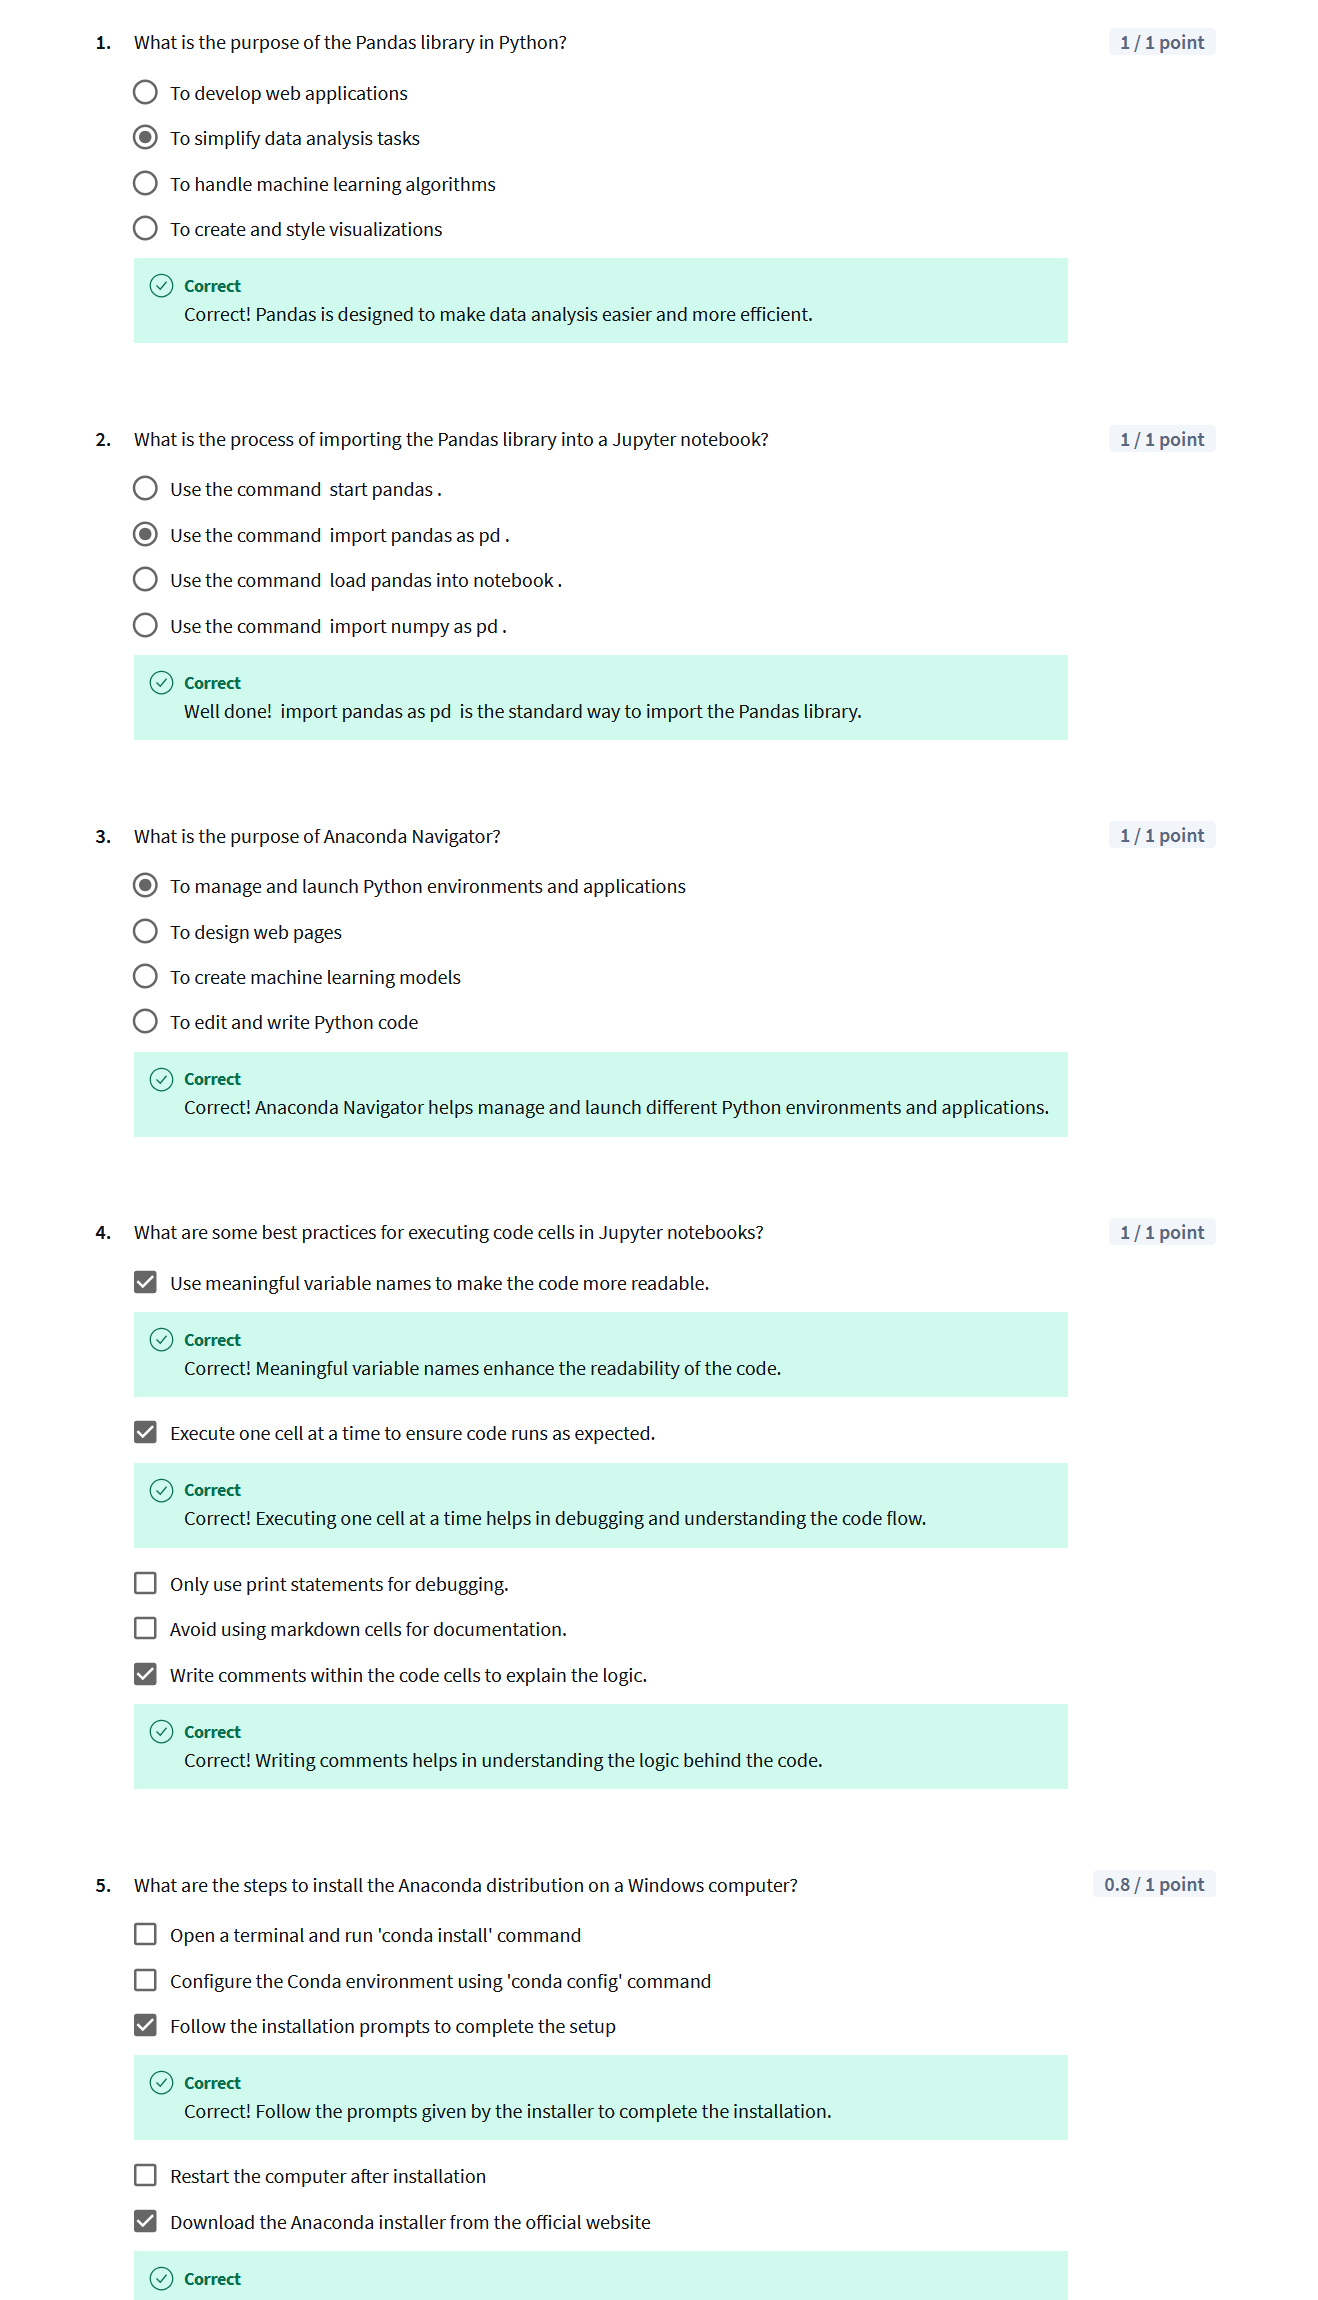 1. What is the purpose of the Pandas library in Python? 1 / 1 point
To develop web applications
To simplify data analysis tasks
To handle machine learning algorithms
To create and style visualizations
Correct
Correct! Pandas is designed to make data analysis easier and more efficient.
2. What is the process of importing the Pandas library into a Jupyter notebook? 1 / 1 point
Use the command start pandas .
Use the command import pandas as pd .
Use the command load pandas into notebook .
Use the command import numpy as pd .
Correct
Well done! import pandas as pd is the standard way to import the Pandas library.
3. What is the purpose of Anaconda Navigator? 1 / 1 point
To manage and launch Python environments and applications
To design web pages
To create machine learning models
To edit and write Python code
Correct
Correct! Anaconda Navigator helps manage and launch different Python environments and applications.
4. What are some best practices for executing code cells in Jupyter notebooks? 1 / 1 point
Use meaningful variable names to make the code more readable.
Correct
Correct! Meaningful variable names enhance the readability of the code.
Execute one cell at a time to ensure code runs as expected.
Correct
Correct! Executing one cell at a time helps in debugging and understanding the code flow.
Only use print statements for debugging.
Avoid using markdown cells for documentation.
Write comments within the code cells to explain the logic.
Correct
Correct! Writing comments helps in understanding the logic behind the code.
5. What are the steps to install the Anaconda distribution on a Windows computer? 0.8 / 1 point
Open a terminal and run 'conda install' command
Configure the Conda environment using 'conda config' command
Follow the installation prompts to complete the setup
Correct
Correct! Follow the prompts given by the installer to complete the installation.
Restart the computer after installation
Download the Anaconda installer from the official website
Correct